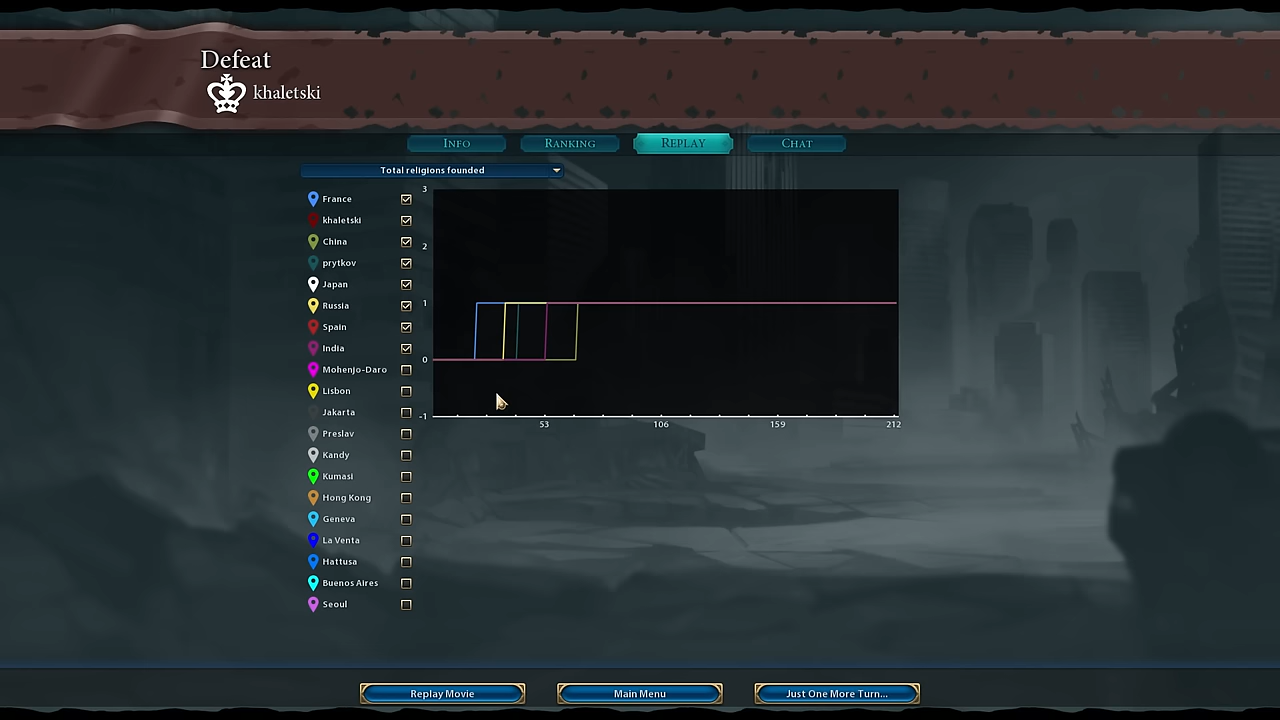 Defeat
khaletski
INFO
RANKING
REPLAY
CHAT
Total religions founded
France
khaletski
China
prytkov
Japan
Russia
Spain
India
Mohenjo-Daro
Lisbon
Jakarta
Preslav
Kandy
Kumasi
Hong Kong
Geneva
La Venta
Hattusa
Buenos Aires
Seoul
3
2
1
0
-1
53
106
159
212
Replay Movie
Main Menu
Just One More Turn...